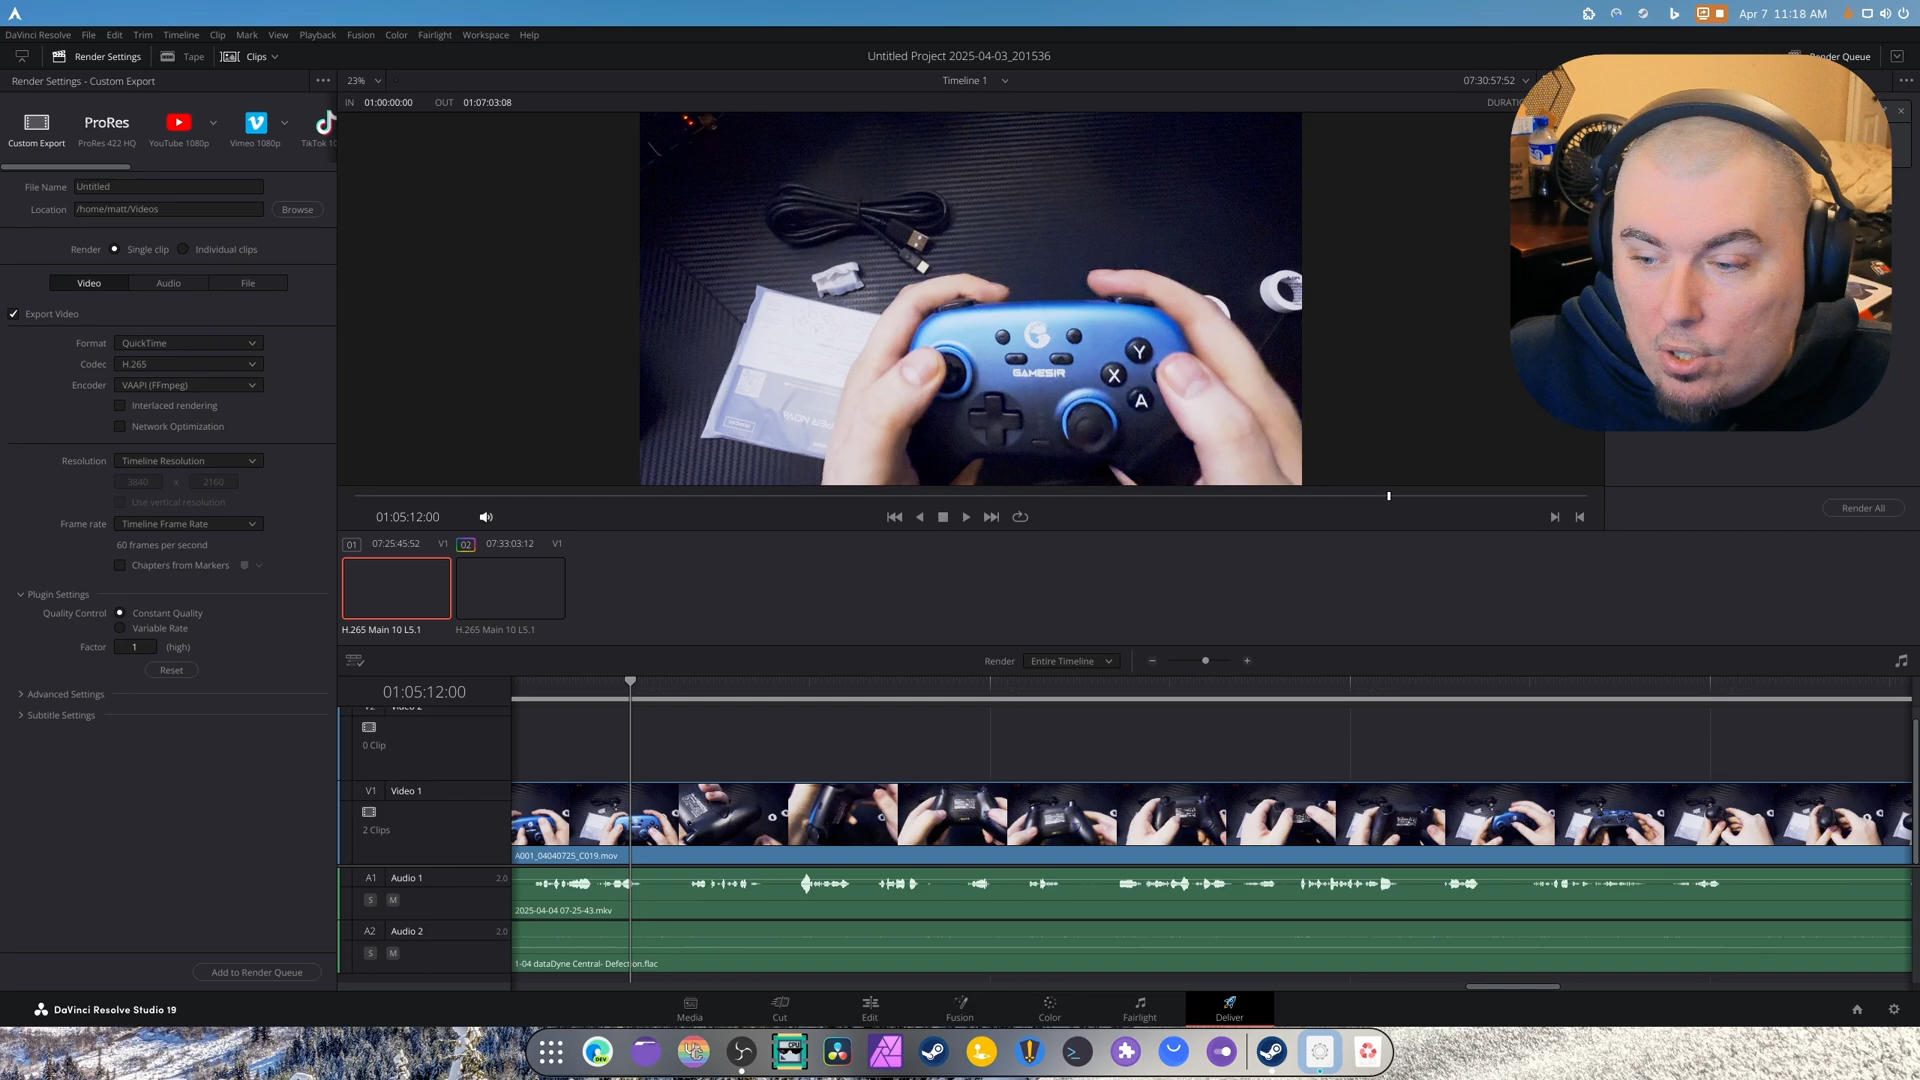 Apr 7 11:18 AM
DaVinci Resolve File Edit Trim Timeline Clip Mark View Playback Fusion Color Fairlight Workspace Help
Render Settings Tape Clips Untitled Project 2025-04-03_201536 Render Queue
Render Settings - Custom Export 23% Timeline 1 07:30:57:52
IN 01:00:00:00 OUT 01:07:03:08
ProRes
Custom Export ProRes 422 HQ YouTube 1080p Vimeo 1080p
File Name Untitled
Location /home/matt/Videos Browse
Render Single clip Individual clips
Video Audio File
Export Video
Format QuickTime
Codec H.265
Encoder VAAPI (FFmpeg)
Interlaced rendering
Network Optimization
Resolution Timeline Resolution
3840 x 2160
Use vertical resolution
Frame rate Timeline Frame Rate
60 frames per second
Chapters from Markers
Plugin Settings
Quality Control Constant Quality
Variable Rate
Factor 1 (high)
Reset
Advanced Settings
Subtitle Settings
Add to Render Queue
GAMESIR
Y
X
A
01:05:12:00
Render All
01 07:25:45:52 V1 02 07:33:03:12 V1
H.265 Main 10 L5.1 H.265 Main 10 L5.1
Render Entire Timeline
01:05:12:00
V2 Video 2
0 Clip
V1 Video 1
2 Clips
A001_04040725_C019.mov
A1 Audio 1 2.0
S M
2025-04-04 07-25-43.mkv
A2 Audio 2 2.0
S M
1-04 dataDyne Central- Defection.flac
DaVinci Resolve Studio 19
Media Cut Edit Fusion Color Fairlight Deliver
DEV
CPU